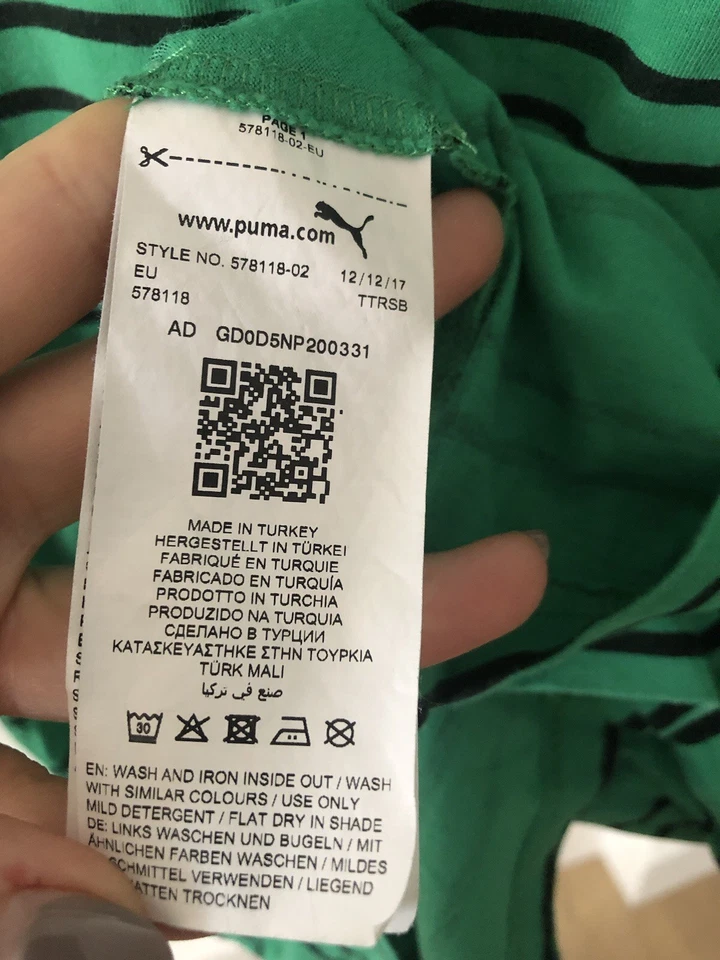 PAGE 1
578118-02-EU
www.puma.com
STYLE NO. 578118-02 12/12/17
EU TTRSB
578118
AD GD0D5NP200331
MADE IN TURKEY
HERGESTELLT IN TÜRKEI
FABRIQUÉ EN TURQUIE
FABRICADO EN TURQUÍA
PRODOTTO IN TURCHIA
PRODUZIDO NA TURQUIA
СДЕЛАНО В ТУРЦИИ
ΚΑΤΑΣΚΕΥΑΣΤΗΚΕ ΣΤΗΝ ΤΟΥΡΚΙΑ
TÜRK MALI
صنع في تركيا
30
EN: WASH AND IRON INSIDE OUT / WASH
WITH SIMILAR COLOURS / USE ONLY
MILD DETERGENT / FLAT DRY IN SHADE
DE: LINKS WASCHEN UND BUGELN / MIT
ÄHNLICHEN FARBEN WASCHEN / MILDES
SCHMITTEL VERWENDEN / LIEGEND
ATTEN TROCKNEN